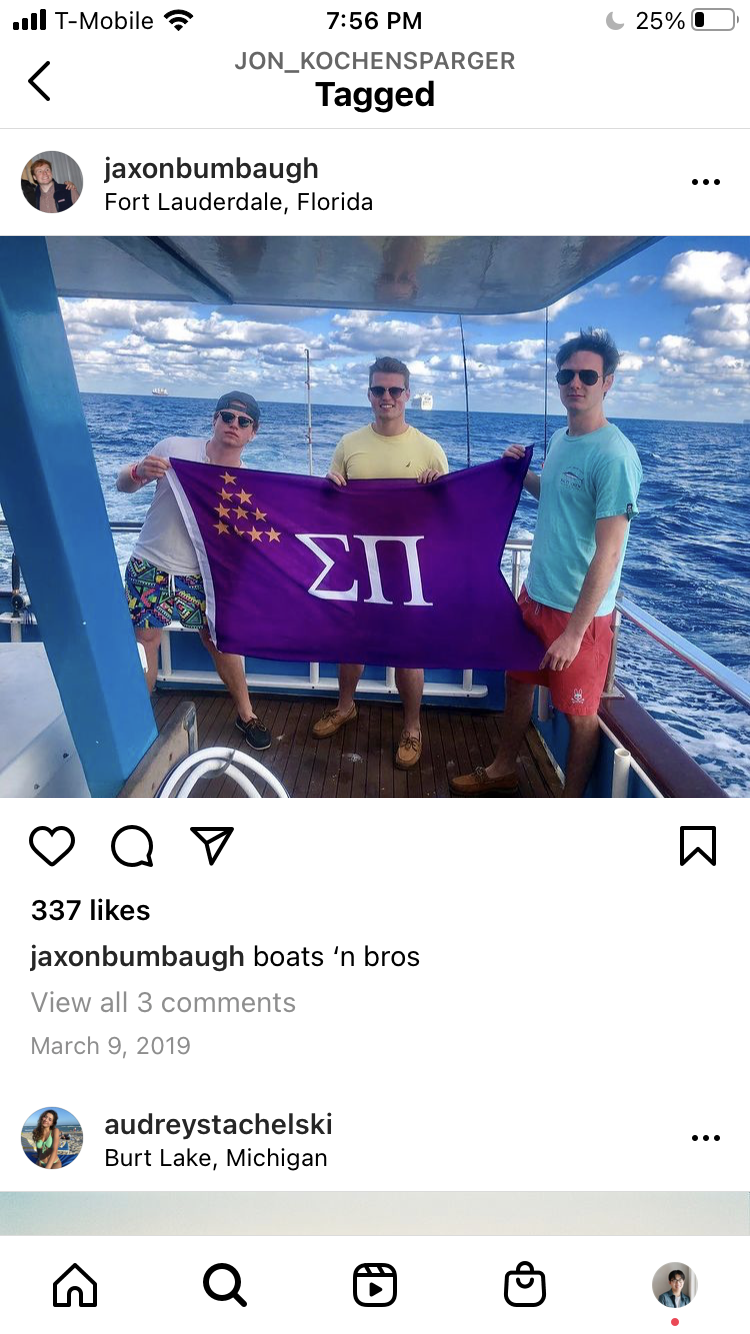 T-Mobile 7:56 PM 25%
JON_KOCHENSPARGER
Tagged
jaxonbumbaugh
Fort Lauderdale, Florida
ΣΠ
337 likes
jaxonbumbaugh boats ‘n bros
View all 3 comments
March 9, 2019
audreystachelski
Burt Lake, Michigan